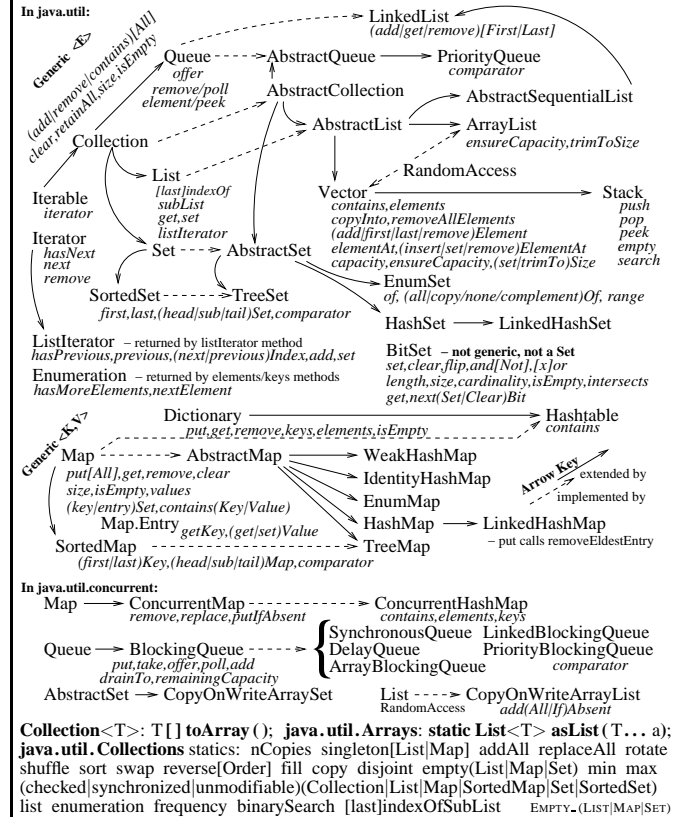 In java.util:
LinkedList
(add|get|remove)[First|Last]
Generic <E>
(add|remove|contains)[All]
clear,retainAll,size,isEmpty
Queue
offer
remove/poll
element/peek
AbstractQueue
PriorityQueue
comparator
AbstractCollection
AbstractSequentialList
Collection
AbstractList
ArrayList
ensureCapacity,trimToSize
RandomAccess
List
[last]indexOf
subList
get,set
listIterator
Iterable
iterator
Vector
contains,elements
copyInto,removeAllElements
(add|first|last|remove)Element
elementAt,(insert|set|remove)ElementAt
capacity,ensureCapacity,(set|trimTo)Size
Stack
push
pop
peek
empty
search
Iterator
hasNext
next
remove
Set
AbstractSet
SortedSet
TreeSet
first,last,(head|sub|tail)Set,comparator
EnumSet
of, (all|copy/none/complement)Of, range
HashSet
LinkedHashSet
ListIterator – returned by listIterator method
hasPrevious,previous,(next|previous)Index,add,set
Enumeration – returned by elements/keys methods
hasMoreElements,nextElement
BitSet – not generic, not a Set
set,clear,flip,and[Not],[x]or
length,size,cardinality,isEmpty,intersects
get,next(Set|Clear)Bit
Dictionary
put,get,remove,keys,elements,isEmpty
Hashtable
contains
Generic <K,V>
Map
put[All],get,remove,clear
size,isEmpty,values
(key|entry)Set,contains(Key|Value)
AbstractMap
WeakHashMap
IdentityHashMap
EnumMap
HashMap
LinkedHashMap
– put calls removeEldestEntry
TreeMap
Arrow Key
extended by
implemented by
Map.Entry
getKey,(get|set)Value
SortedMap
(first|last)Key,(head|sub|tail)Map,comparator
In java.util.concurrent:
Map
ConcurrentMap
remove,replace,putIfAbsent
ConcurrentHashMap
contains,elements,keys
Queue
BlockingQueue
put,take,offer,poll,add
drainTo,remainingCapacity
SynchronousQueue
DelayQueue
ArrayBlockingQueue
LinkedBlockingQueue
PriorityBlockingQueue
comparator
AbstractSet
CopyOnWriteArraySet
List
RandomAccess
CopyOnWriteArrayList
add(All|If)Absent
Collection<T>: T[] toArray(); java.util.Arrays: static List<T> asList(T... a);
java.util.Collections statics: nCopies singleton[List|Map] addAll replaceAll rotate
shuffle sort swap reverse[Order] fill copy disjoint empty(List|Map|Set) min max
(checked|synchronized|unmodifiable)(Collection|List|Map|SortedMap|Set|SortedSet)
list enumeration frequency binarySearch [last]indexOfSubList EMPTY_(LIST|MAP|SET)